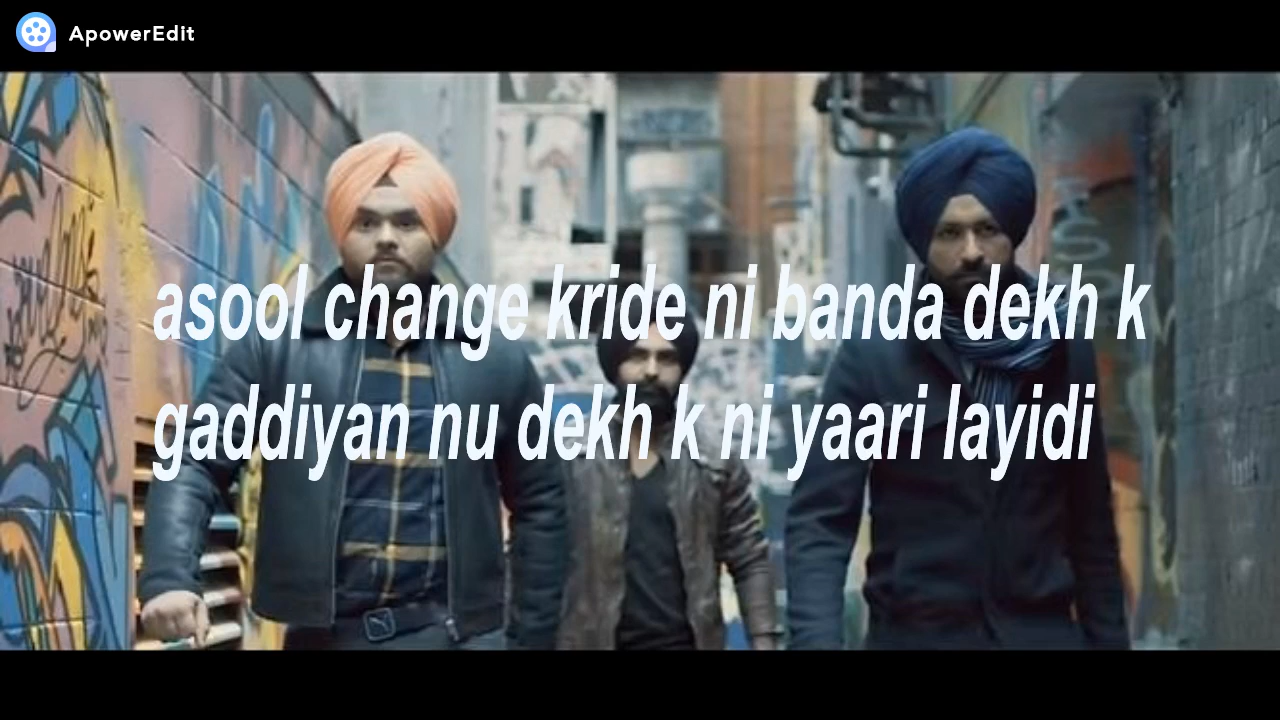 ApowerEdit
asool change kride ni banda dekh k
gaddiyan nu dekh k ni yaari layidi